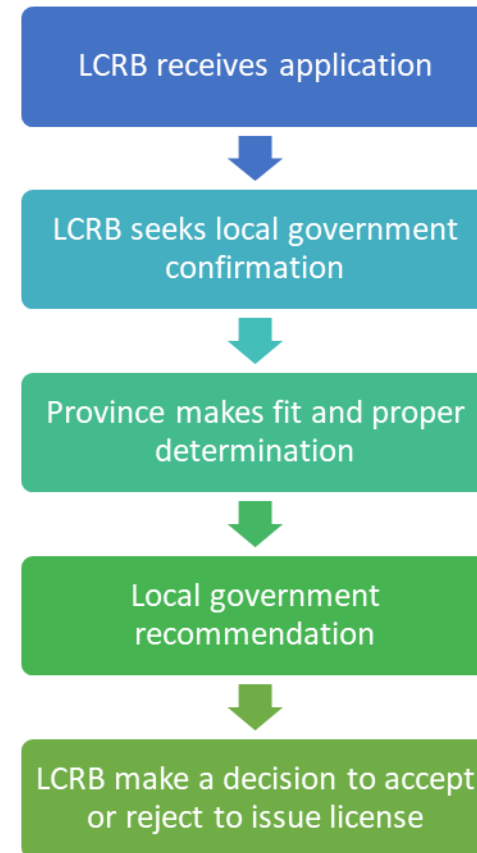 LCRB receives application
LCRB seeks local government
confirmation
Province makes fit and proper
determination
Local government
recommendation
LCRB make a decision to accept
or reject to issue license